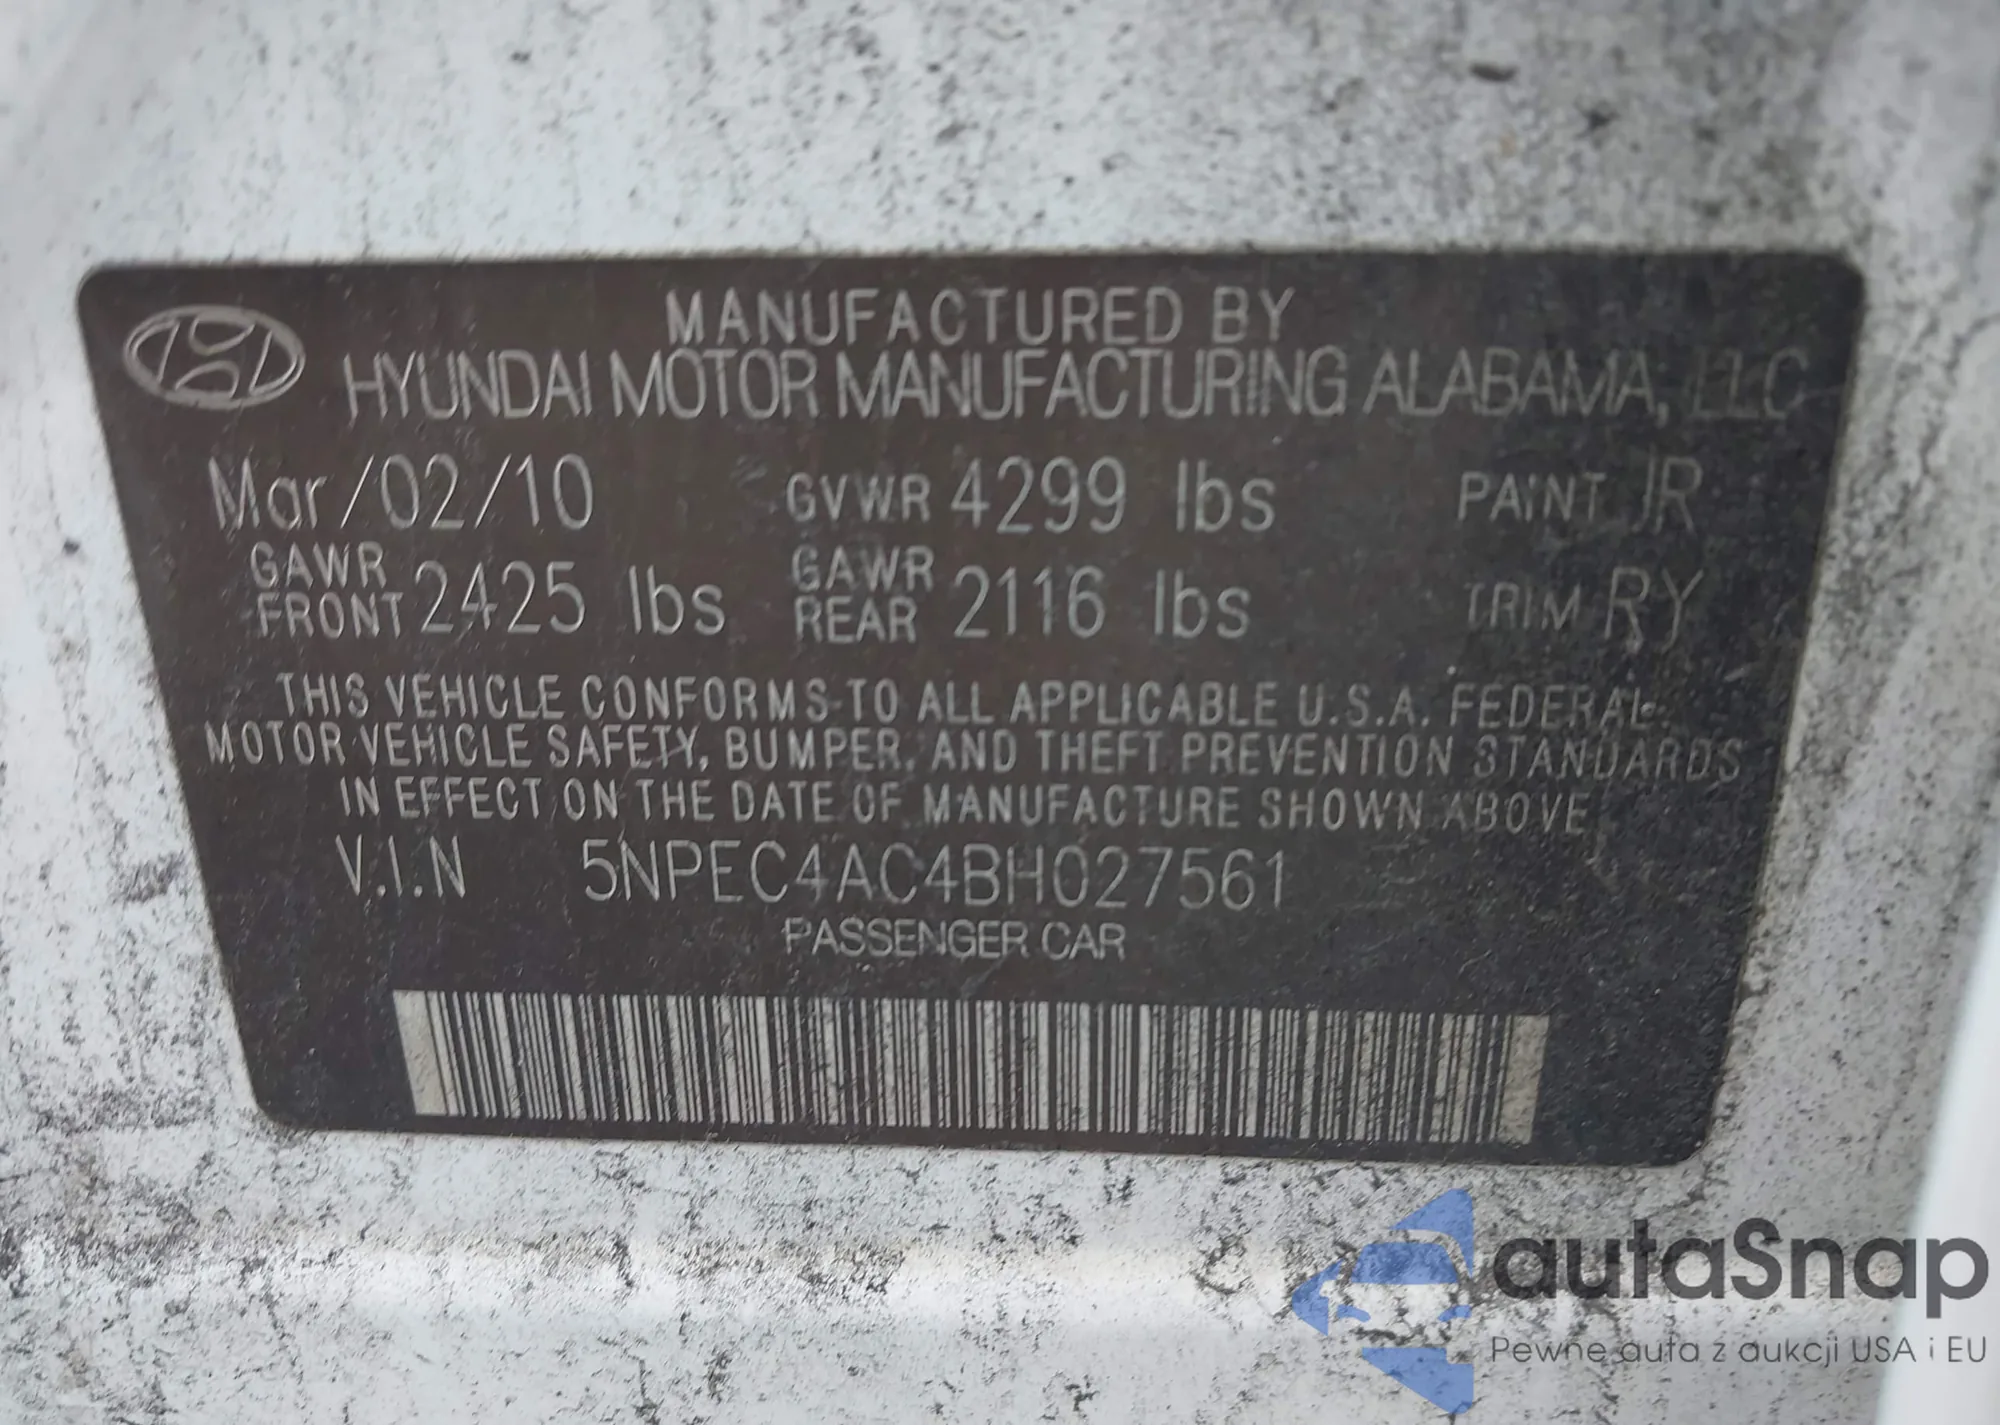 MANUFACTURED BY
HYUNDAI MOTOR MANUFACTURING ALABAMA, LLC
Mar/02/10 GVWR 4299 lbs PAINT JR
GAWR FRONT 2425 lbs GAWR REAR 2116 lbs TRIM RY
THIS VEHICLE CONFORMS TO ALL APPLICABLE U.S.A. FEDERAL
MOTOR VEHICLE SAFETY, BUMPER, AND THEFT PREVENTION STANDARDS
IN EFFECT ON THE DATE OF MANUFACTURE SHOWN ABOVE
V.I.N 5NPEC4AC4BH027561
PASSENGER CAR
autaSnap
Pewne auta z aukcji USA i EU